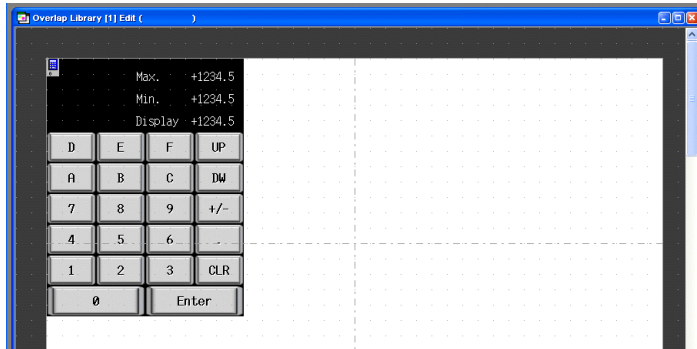 Overlap Library [1] Edit ( )
Max. +1234.5
Min. +1234.5
Display +1234.5
D E F UP
A B C DW
7 8 9 +/-
4 5 6 .
1 2 3 CLR
0 Enter